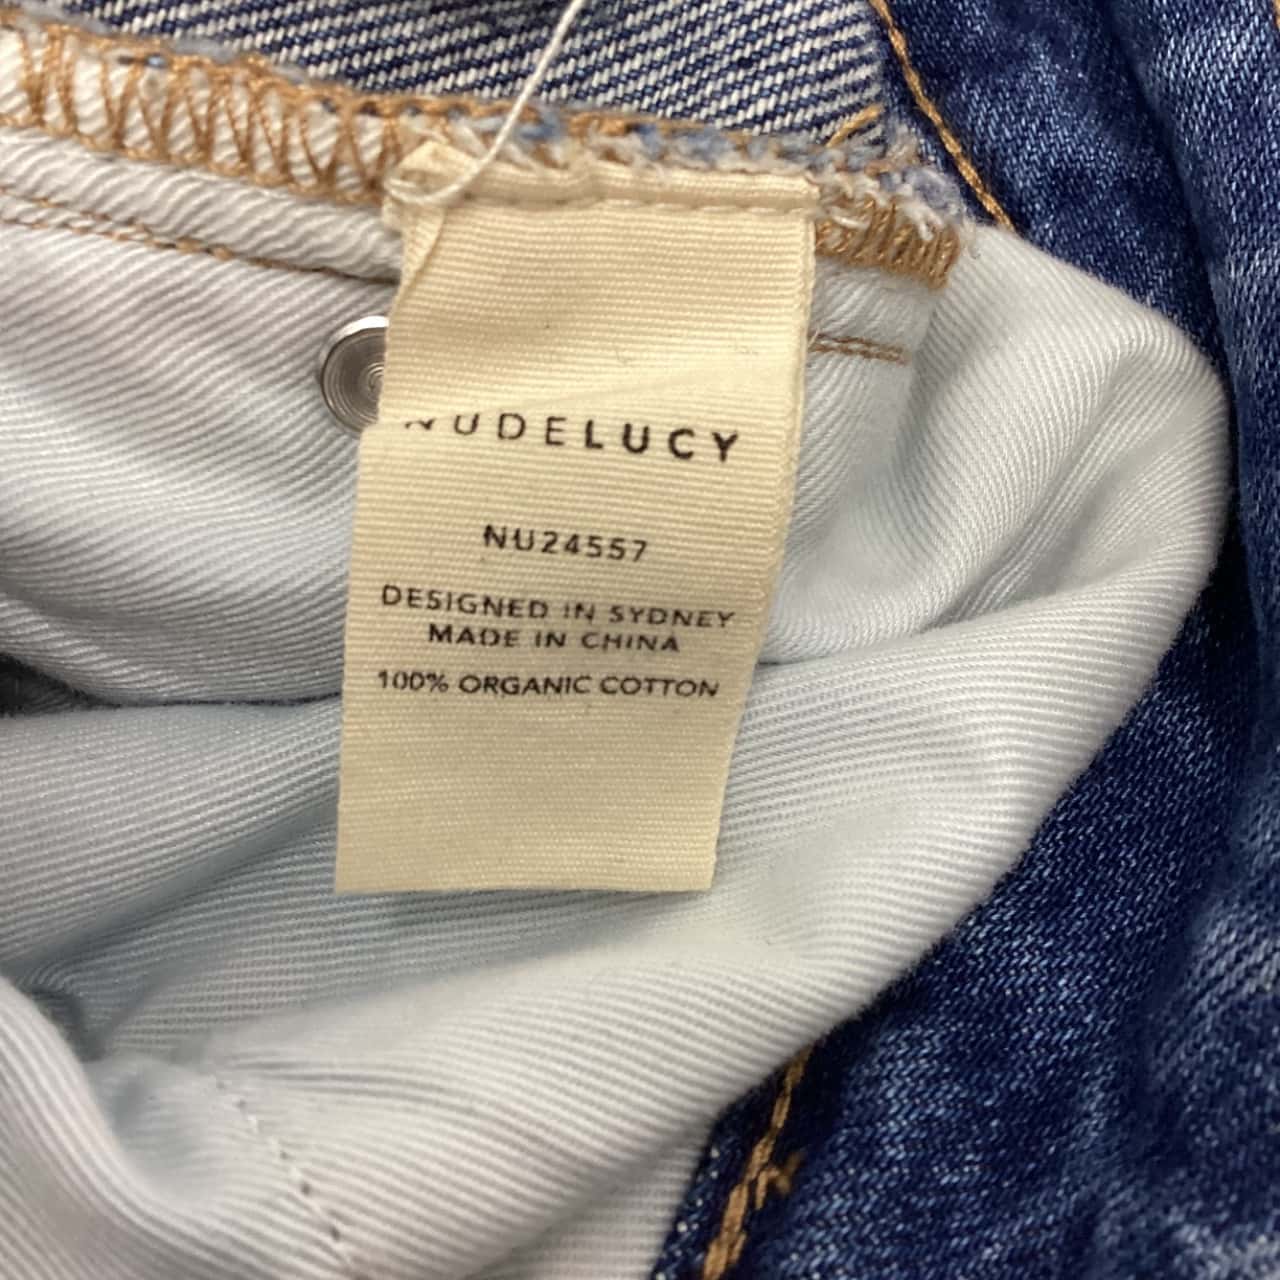 NUDELUCY
NU24557
DESIGNED IN SYDNEY
MADE IN CHINA
100% ORGANIC COTTON